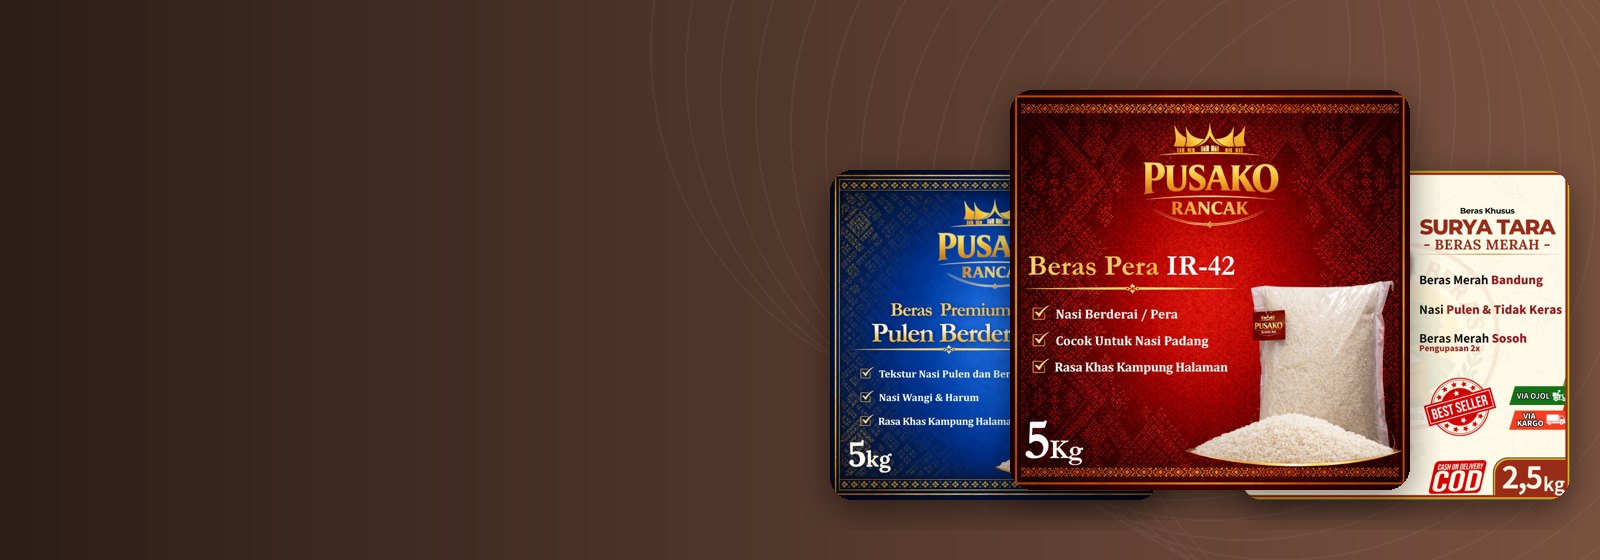 PUSA
RANC
Beras Premium
Pulen Berder
Tekstur Nasi Pulen dan Ber
Nasi Wangi & Harum
Rasa Khas Kampung Halama
5kg
PUSAKO
RANCAK
Beras Pera IR-42
Nasi Berderai / Pera
Cocok Untuk Nasi Padang
Rasa Khas Kampung Halaman
PUSAKO
RANCAK
5Kg
Beras Khusus
SURYA TARA
- BERAS MERAH -
Beras Merah Bandung
Nasi Pulen & Tidak Keras
Beras Merah Sosoh
Pengupasan 2x
BEST SELLER
VIA OJOL
VIA
KARGO
CASH ON DELIVERY
COD
2,5kg